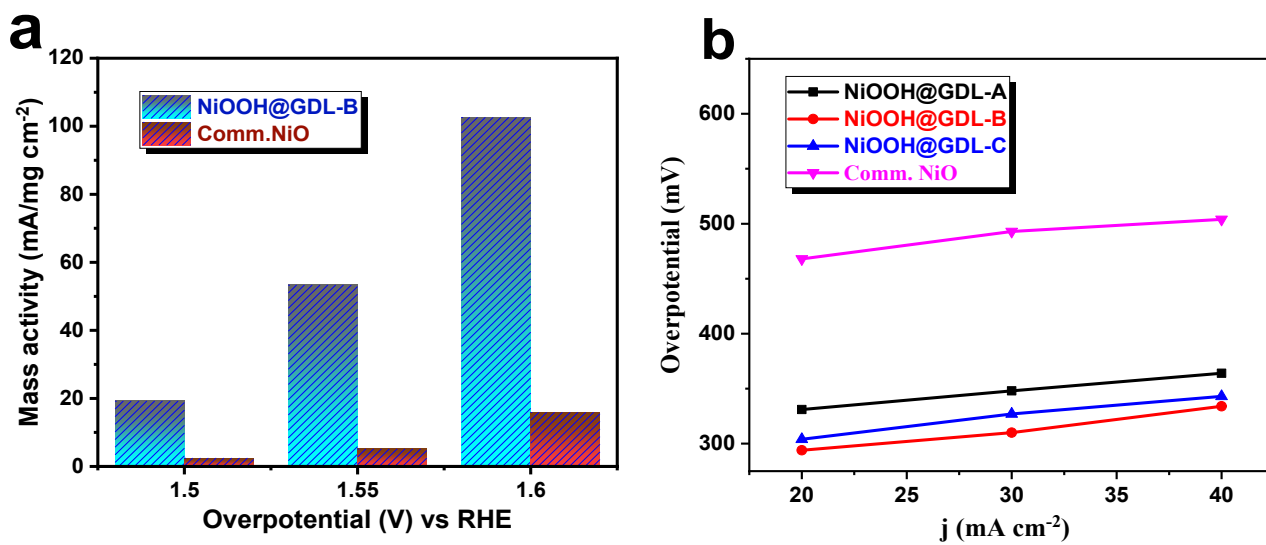 a
120
100
80
60
40
20
0
Mass activity (mA/mg cm⁻²)
NiOOH@GDL-B
Comm.NiO
1.5 1.55 1.6
Overpotential (V) vs RHE
b
600
500
400
300
Overpotential (mV)
NiOOH@GDL-A
NiOOH@GDL-B
NiOOH@GDL-C
Comm. NiO
20 25 30 35 40
j (mA cm⁻²)